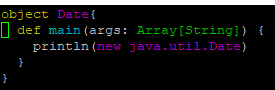 object Date{
  def main(args: Array[String]) {
    println(new java.util.Date)
  }
}